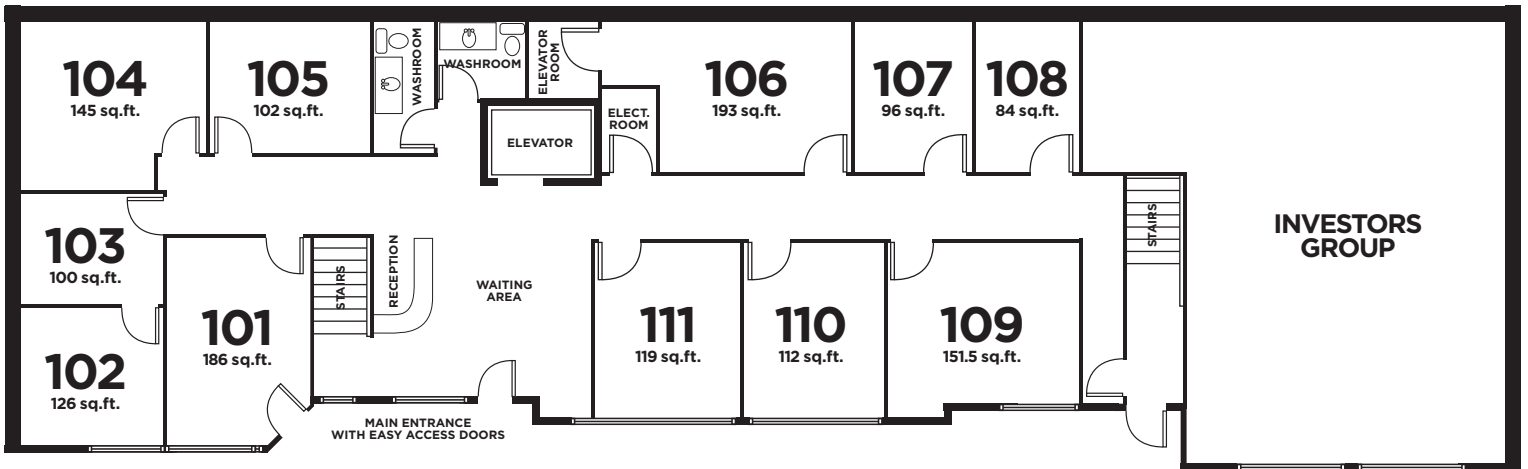 104
145 sq.ft.
105
102 sq.ft.
WASHROOM
WASHROOM
ELEVATOR
ROOM
ELEVATOR
ELECT.
ROOM
106
193 sq.ft.
107
96 sq.ft.
108
84 sq.ft.
103
100 sq.ft.
102
126 sq.ft.
101
186 sq.ft.
STAIRS
RECEPTION
WAITING
AREA
111
119 sq.ft.
110
112 sq.ft.
109
151.5 sq.ft.
STAIRS
INVESTORS
GROUP
MAIN ENTRANCE
WITH EASY ACCESS DOORS